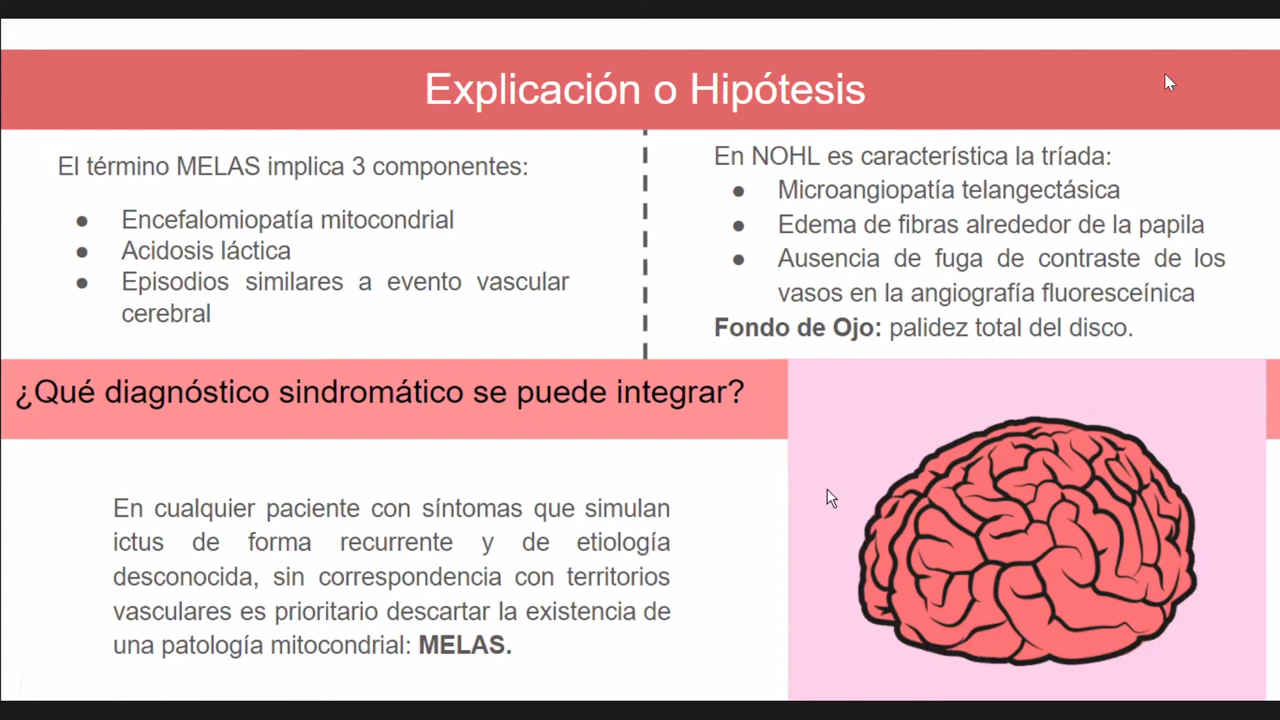 Explicación o Hipótesis
El término MELAS implica 3 componentes:
● Encefalomiopatía mitocondrial
● Acidosis láctica
● Episodios similares a evento vascular
cerebral
En NOHL es característica la tríada:
● Microangiopatía telangectásica
● Edema de fibras alrededor de la papila
● Ausencia de fuga de contraste de los
vasos en la angiografía fluoresceínica
Fondo de Ojo: palidez total del disco.
¿Qué diagnóstico sindromático se puede integrar?
En cualquier paciente con síntomas que simulan
ictus de forma recurrente y de etiología
desconocida, sin correspondencia con territorios
vasculares es prioritario descartar la existencia de
una patología mitocondrial: MELAS.